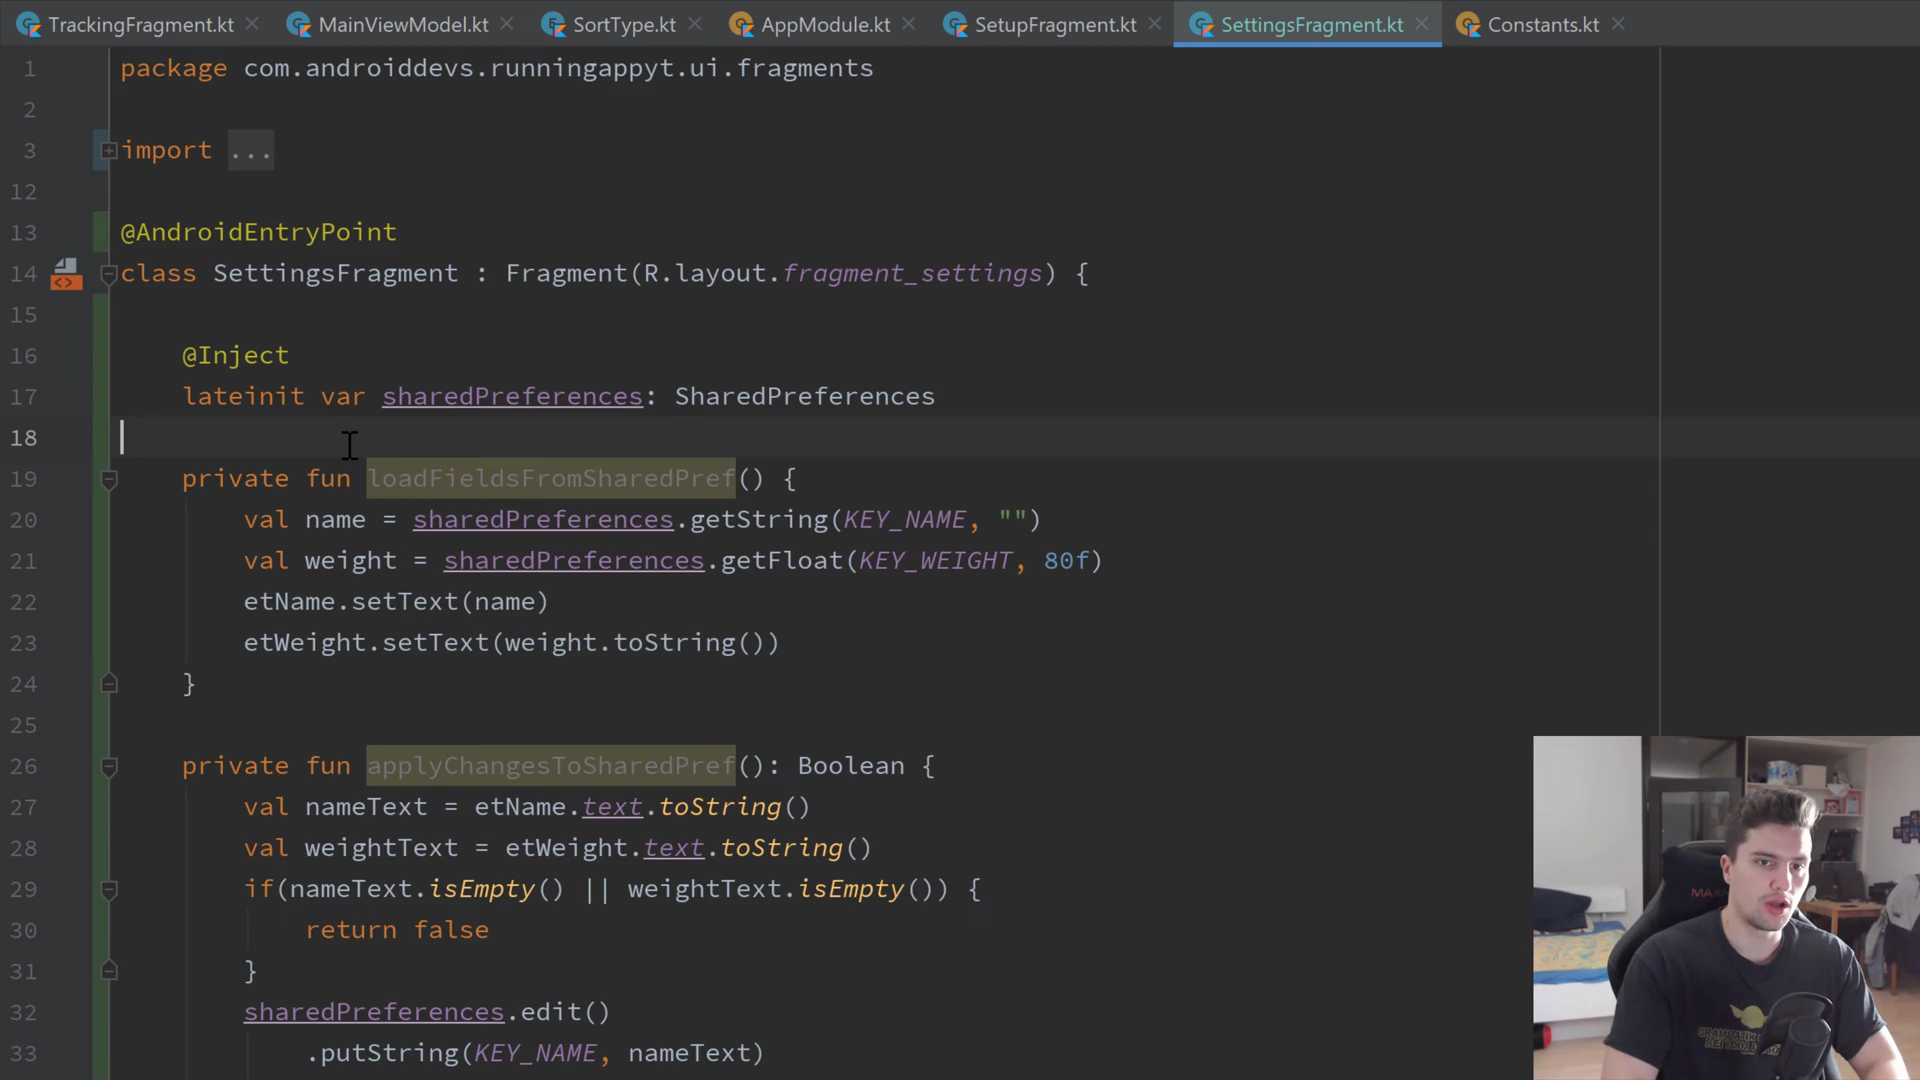 TrackingFragment.kt MainViewModel.kt SortType.kt AppModule.kt SetupFragment.kt SettingsFragment.kt Constants.kt
1 package com.androiddevs.runningappyt.ui.fragments
2
3 import ...
12
13 @AndroidEntryPoint
14 class SettingsFragment : Fragment(R.layout.fragment_settings) {
15
16 @Inject
17 lateinit var sharedPreferences: SharedPreferences
18
19 private fun loadFieldsFromSharedPref() {
20 val name = sharedPreferences.getString(KEY_NAME, "")
21 val weight = sharedPreferences.getFloat(KEY_WEIGHT, 80f)
22 etName.setText(name)
23 etWeight.setText(weight.toString())
24 }
25
26 private fun applyChangesToSharedPref(): Boolean {
27 val nameText = etName.text.toString()
28 val weightText = etWeight.text.toString()
29 if(nameText.isEmpty() || weightText.isEmpty()) {
30 return false
31 }
32 sharedPreferences.edit()
33 .putString(KEY_NAME, nameText)